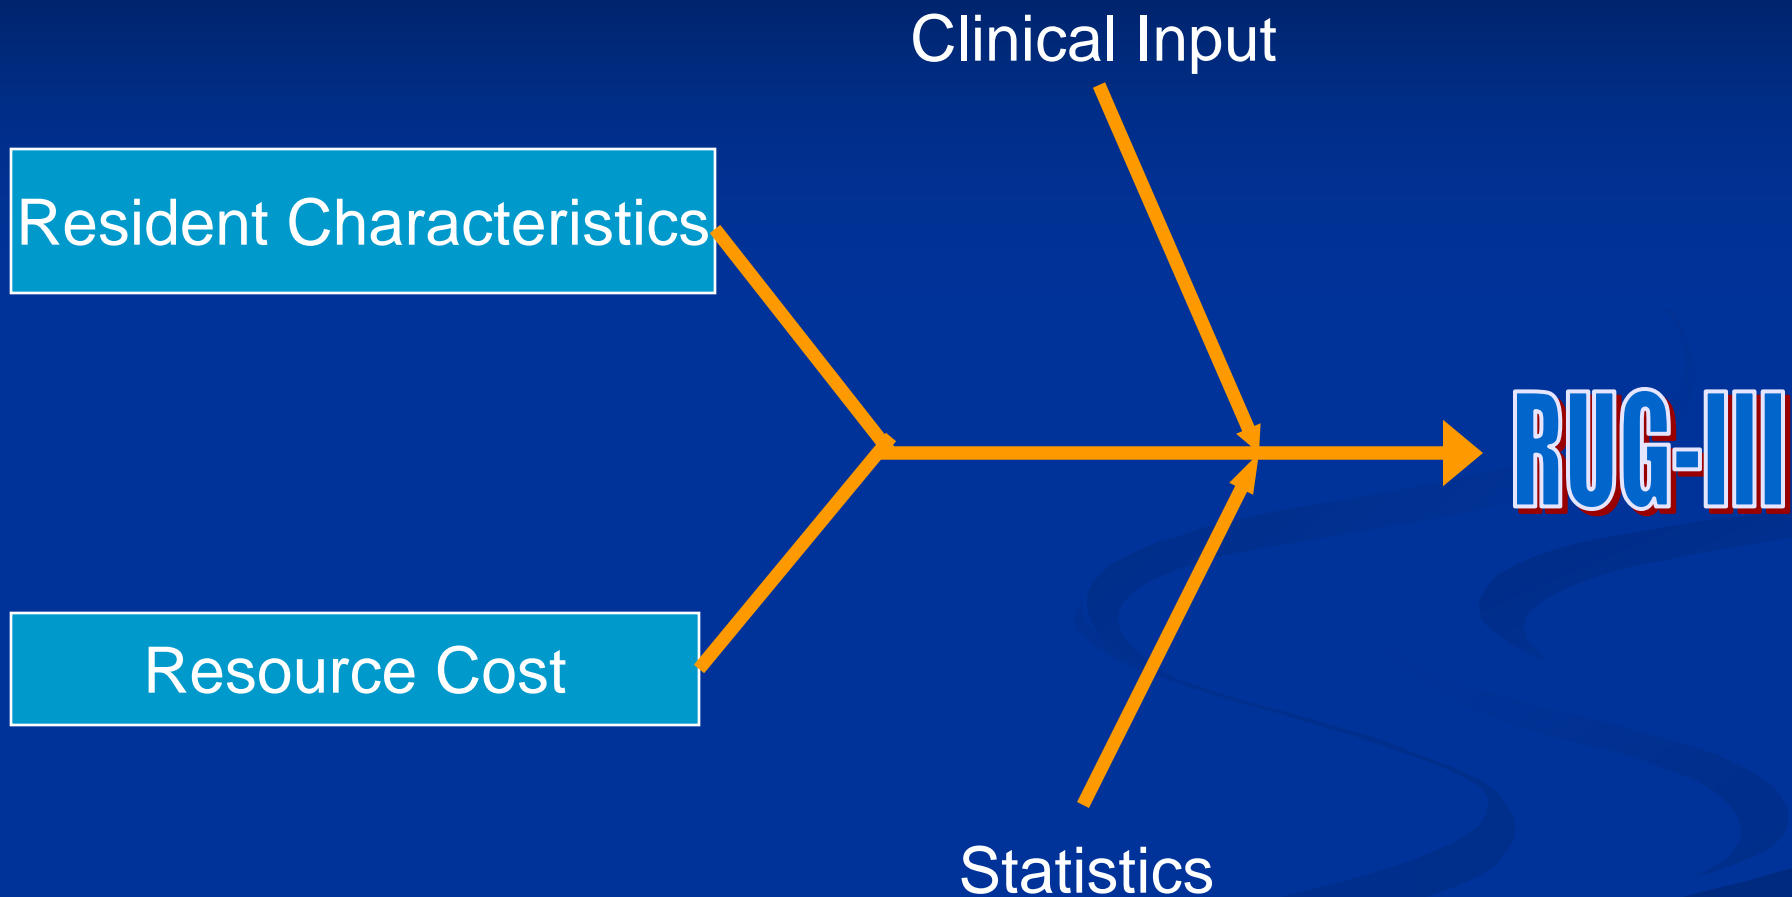 Clinical Input
Resident Characteristics
RUG-III
Resource Cost
Statistics